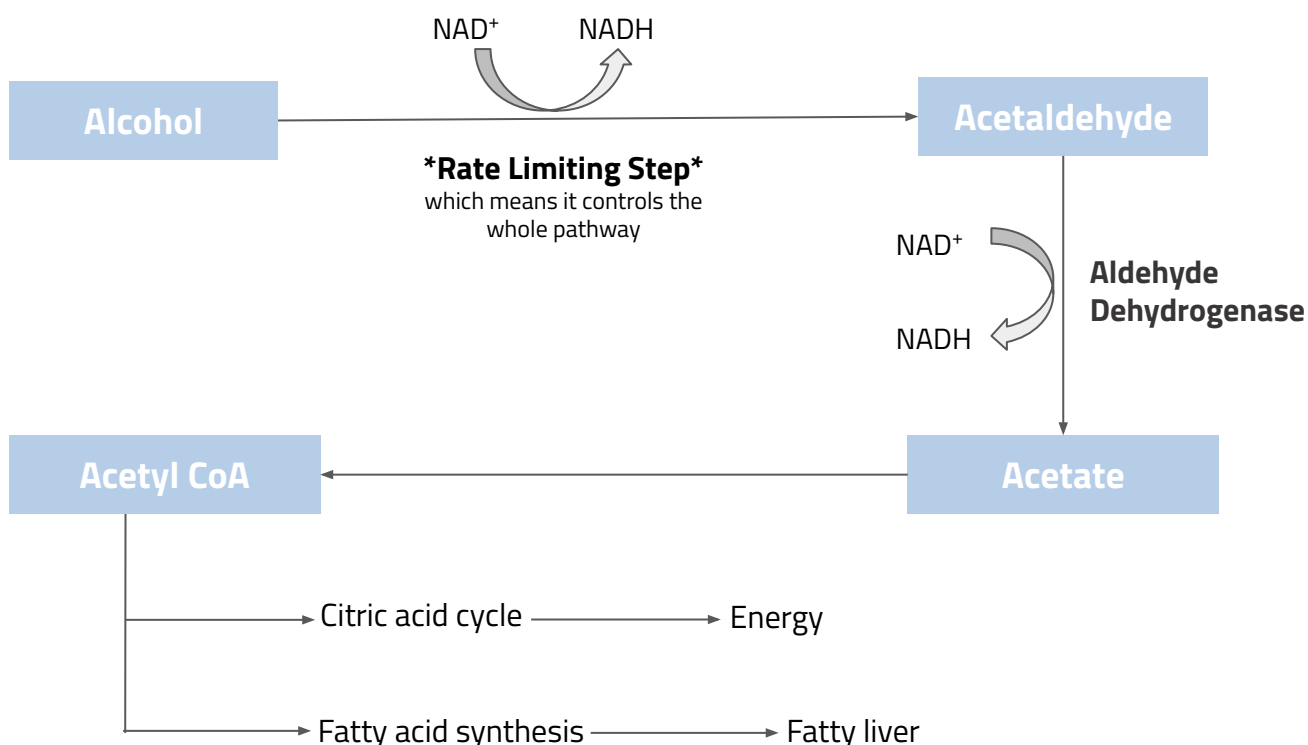 NAD⁺ NADH
Alcohol
Acetaldehyde
*Rate Limiting Step*
which means it controls the
whole pathway
NAD⁺
NADH
Aldehyde
Dehydrogenase
Acetyl CoA
Acetate
Citric acid cycle
Energy
Fatty acid synthesis
Fatty liver